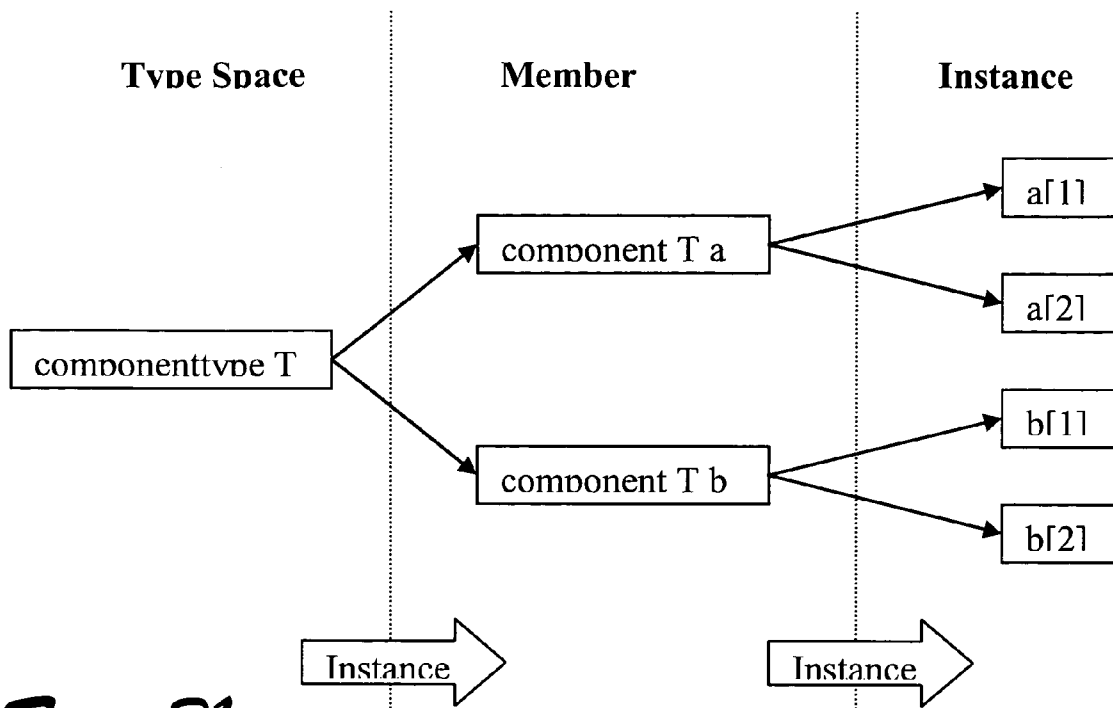 Type Space
Member
Instance
a[1]
component T a
a[2]
componenttype T
b[1]
component T b
b[2]
Instance
Instance